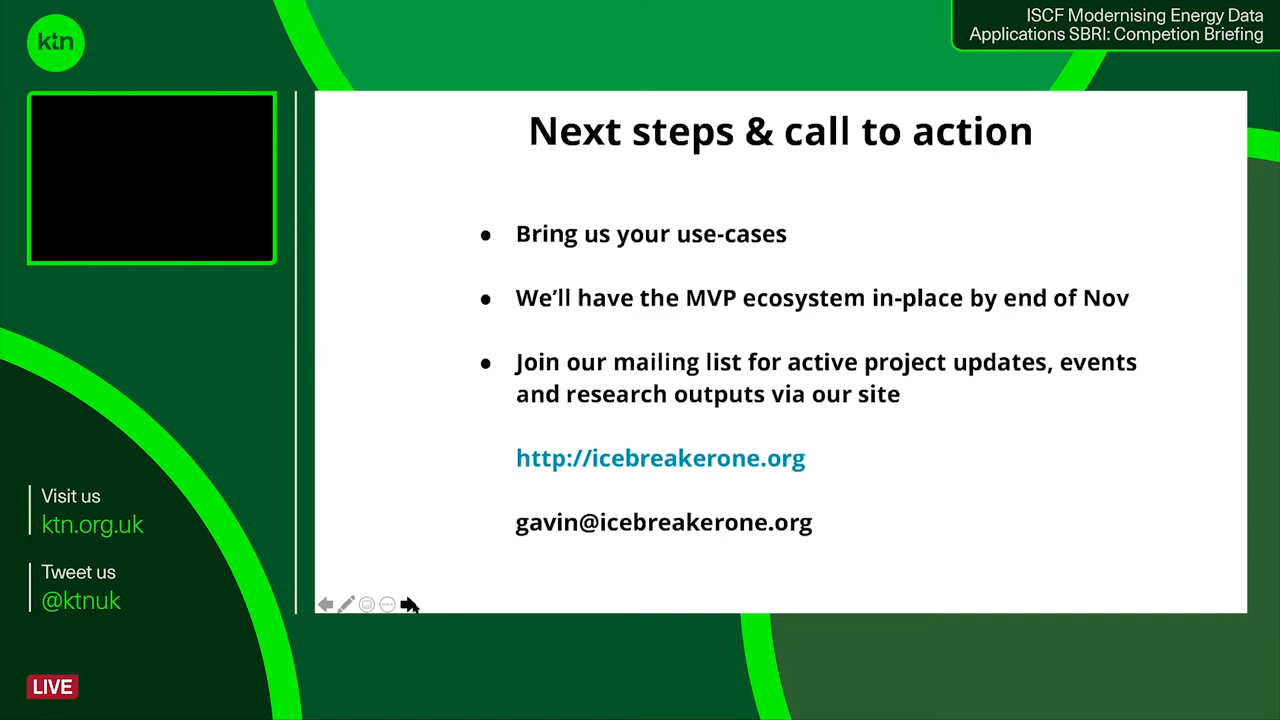 ktn
ISCF Modernising Energy Data
Applications SBRI: Competion Briefing
Next steps & call to action
● Bring us your use-cases
● We’ll have the MVP ecosystem in-place by end of Nov
● Join our mailing list for active project updates, events
and research outputs via our site
http://icebreakerone.org
gavin@icebreakerone.org
Visit us
ktn.org.uk
Tweet us
@ktnuk
LIVE